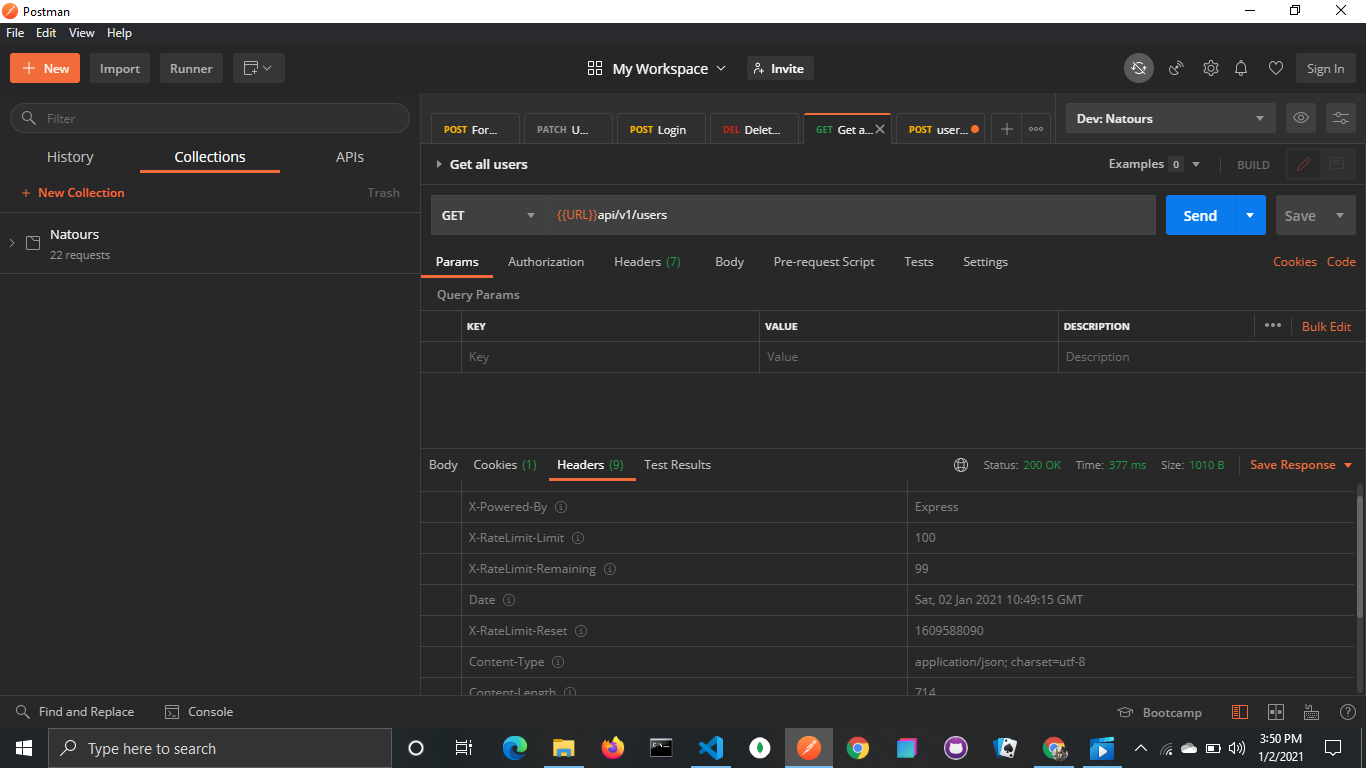 Postman
File Edit View Help
New Import Runner My Workspace Invite Sign In
Filter
History Collections APIs
New Collection Trash
Natours
22 requests
POST For... PATCH U... POST Login DEL Delet... GET Get a... POST user... Dev: Natours
Get all users Examples 0 BUILD
GET {{URL}}api/v1/users Send Save
Params Authorization Headers (7) Body Pre-request Script Tests Settings Cookies Code
Query Params
KEY VALUE DESCRIPTION Bulk Edit
Key Value Description
Body Cookies (1) Headers (9) Test Results Status: 200 OK Time: 377 ms Size: 1010 B Save Response
X-Powered-By Express
X-RateLimit-Limit 100
X-RateLimit-Remaining 99
Date Sat, 02 Jan 2021 10:49:15 GMT
X-RateLimit-Reset 1609588090
Content-Type application/json; charset=utf-8
Content-Length 714
Find and Replace Console Bootcamp
Type here to search
3:50 PM
1/2/2021